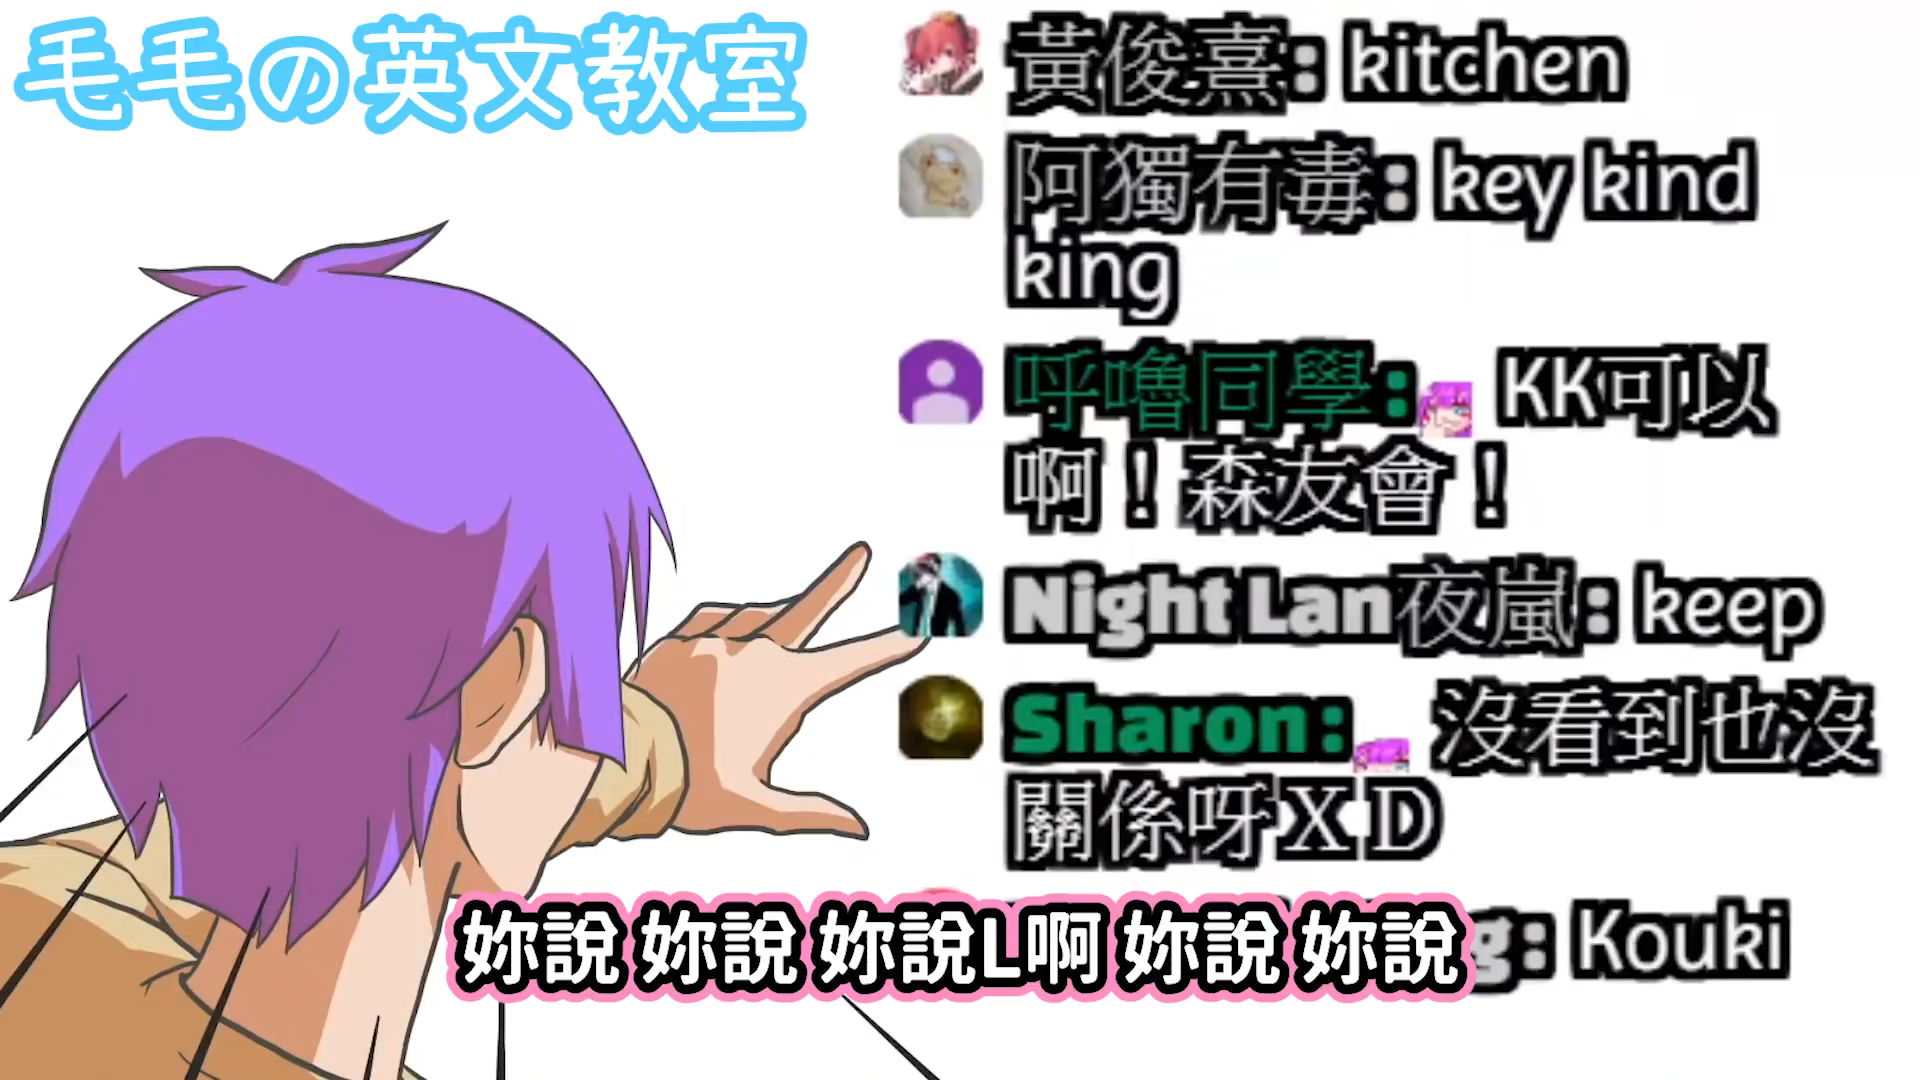 毛毛の英文教室
黃俊熹: kitchen
阿獨有毒: key kind
king
呼嚕同學: KK可以
啊！森友會！
Night Lan夜嵐: keep
Sharon: 沒看到也沒
關係呀ＸＤ
g: Kouki
妳說 妳說 妳說L啊 妳說 妳說